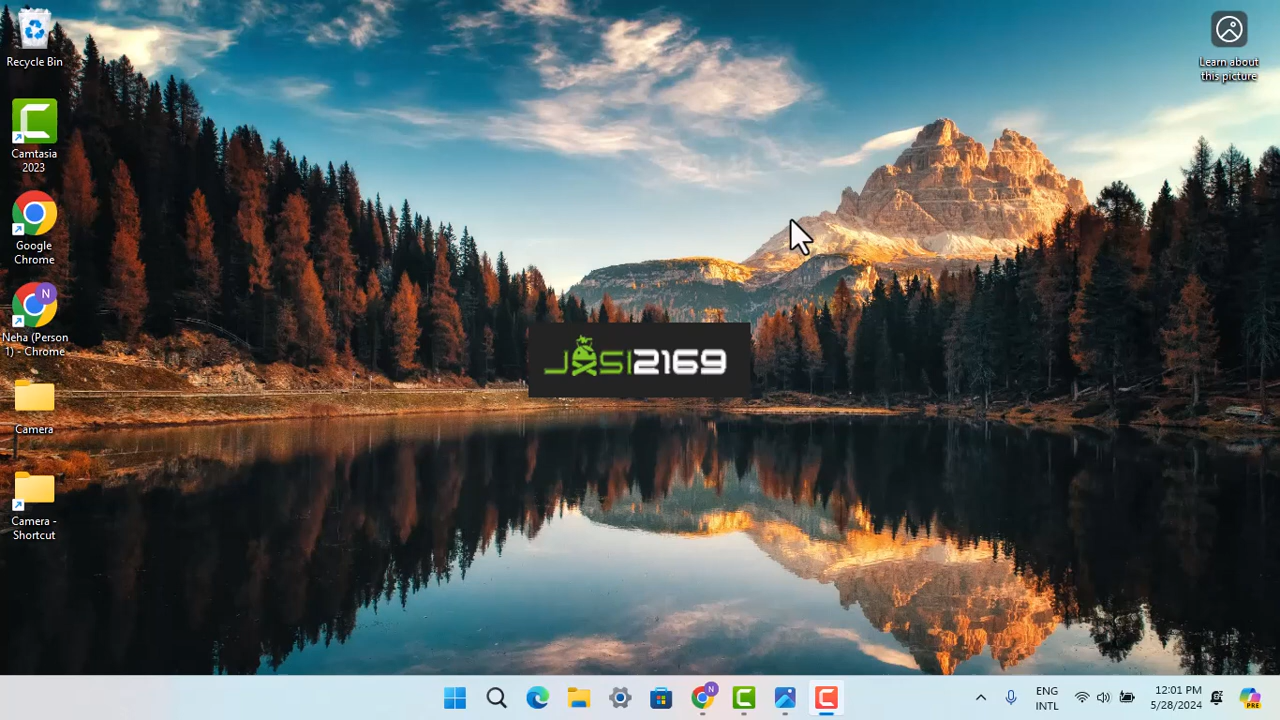 Recycle Bin
Learn about
this picture
Camtasia
2023
Google
Chrome
N
Neha (Person
1) - Chrome
JASI2169
Camera
Camera -
Shortcut
N
ENG
INTL
12:01 PM
5/28/2024
PRE